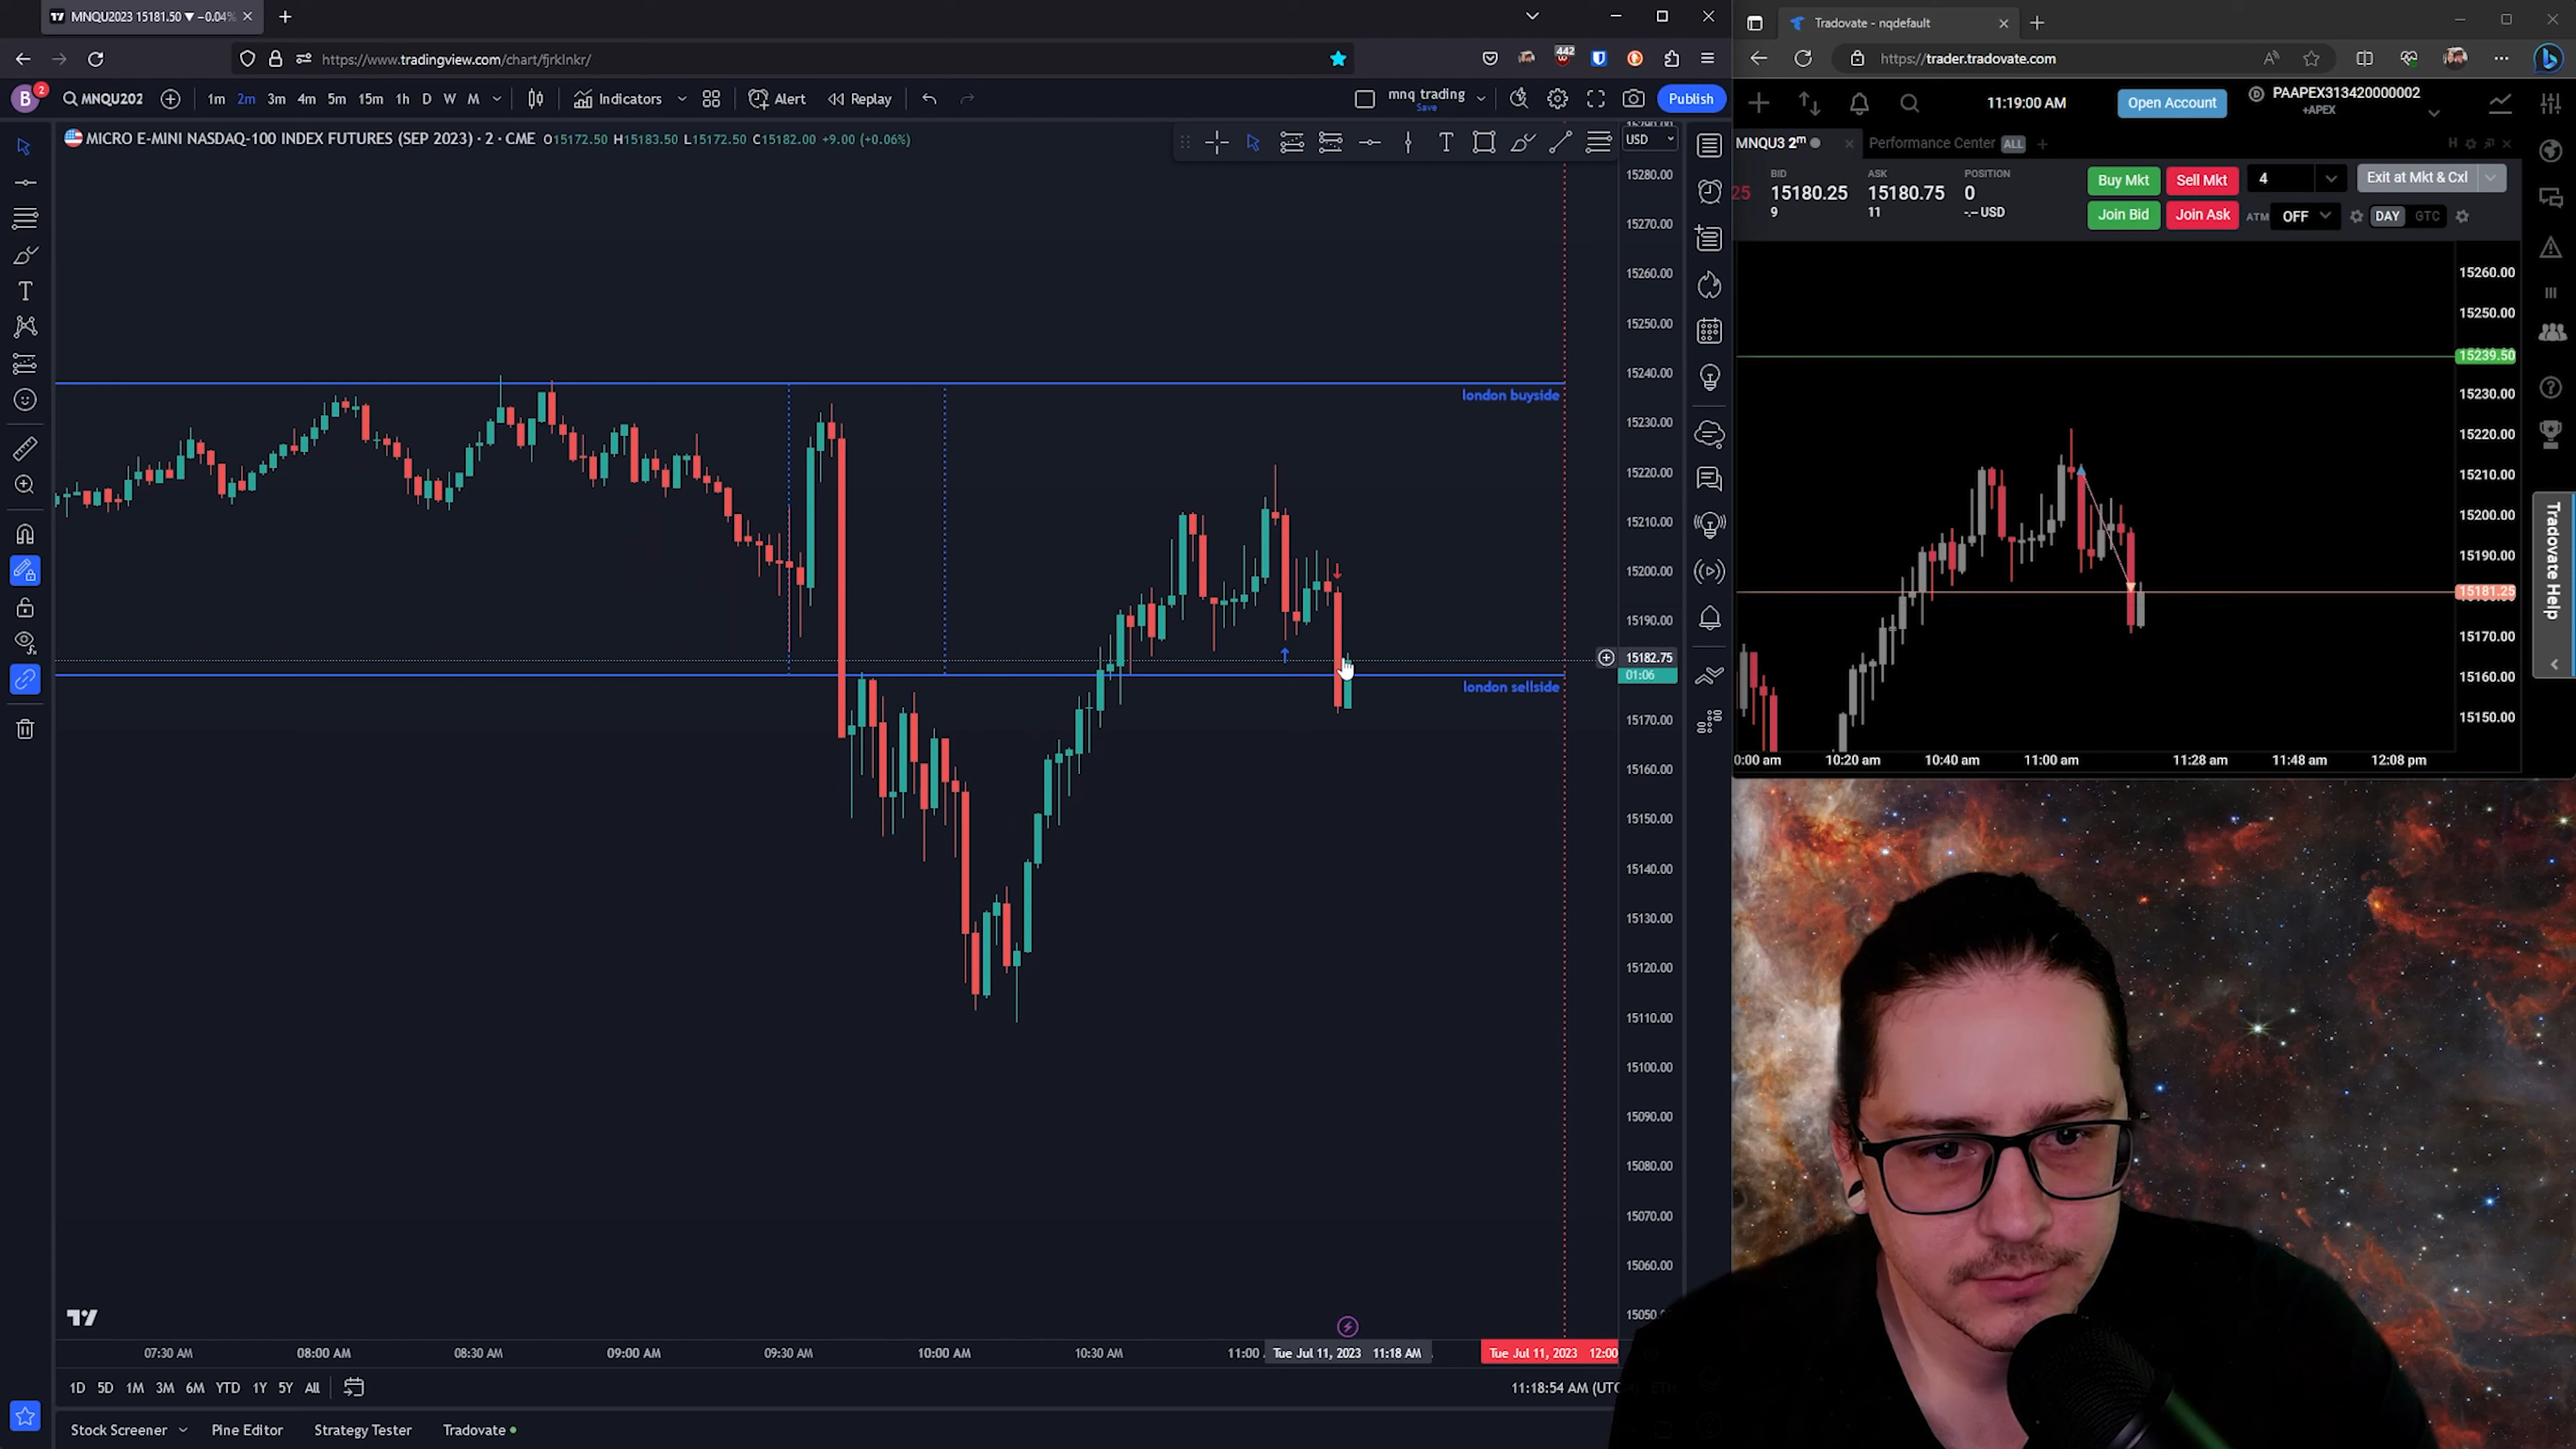 MNQU2023 15181.50 ▼ −0.04%
https://www.tradingview.com/chart/fjrklnkr/
442
B
2
MNQU202
1m 2m 3m 4m 5m 15m 1h D W M
Indicators
Alert
Replay
mnq trading
Save
Publish
MICRO E-MINI NASDAQ-100 INDEX FUTURES (SEP 2023) · 2 · CME O15172.50 H15183.50 L15172.50 C15182.00 +9.00 (+0.06%)
USD
15280.00
15270.00
15260.00
15250.00
15240.00
london buyside
15230.00
15220.00
15210.00
15200.00
15190.00
15182.75
01:06
london sellside
15170.00
15160.00
15150.00
15140.00
15130.00
15120.00
15110.00
15100.00
15090.00
15080.00
15070.00
15060.00
15050.
07:30 AM 08:00 AM 08:30 AM 09:00 AM 09:30 AM 10:00 AM 10:30 AM 11:00 Tue Jul 11, 2023 11:18 AM Tue Jul 11, 2023 12:00
1D 5D 1M 3M 6M YTD 1Y 5Y All
11:18:54 AM (UTC
Stock Screener Pine Editor Strategy Tester Tradovate
Tradovate - nqdefault
https://trader.tradovate.com
11:19:00 AM
Open Account
PAAPEX313420000002
+APEX
MNQU3 2m
Performance Center ALL
BID ASK POSITION
25 15180.25 15180.75 0
9 11 -.-- USD
Buy Mkt Sell Mkt 4 Exit at Mkt & Cxl
Join Bid Join Ask ATM OFF DAY GTC
15260.00
15250.00
15239.50
15230.00
15220.00
15210.00
15200.00
15190.00
15181.25
15170.00
15160.00
15150.00
0:00 am 10:20 am 10:40 am 11:00 am 11:28 am 11:48 am 12:08 pm
Tradovate Help